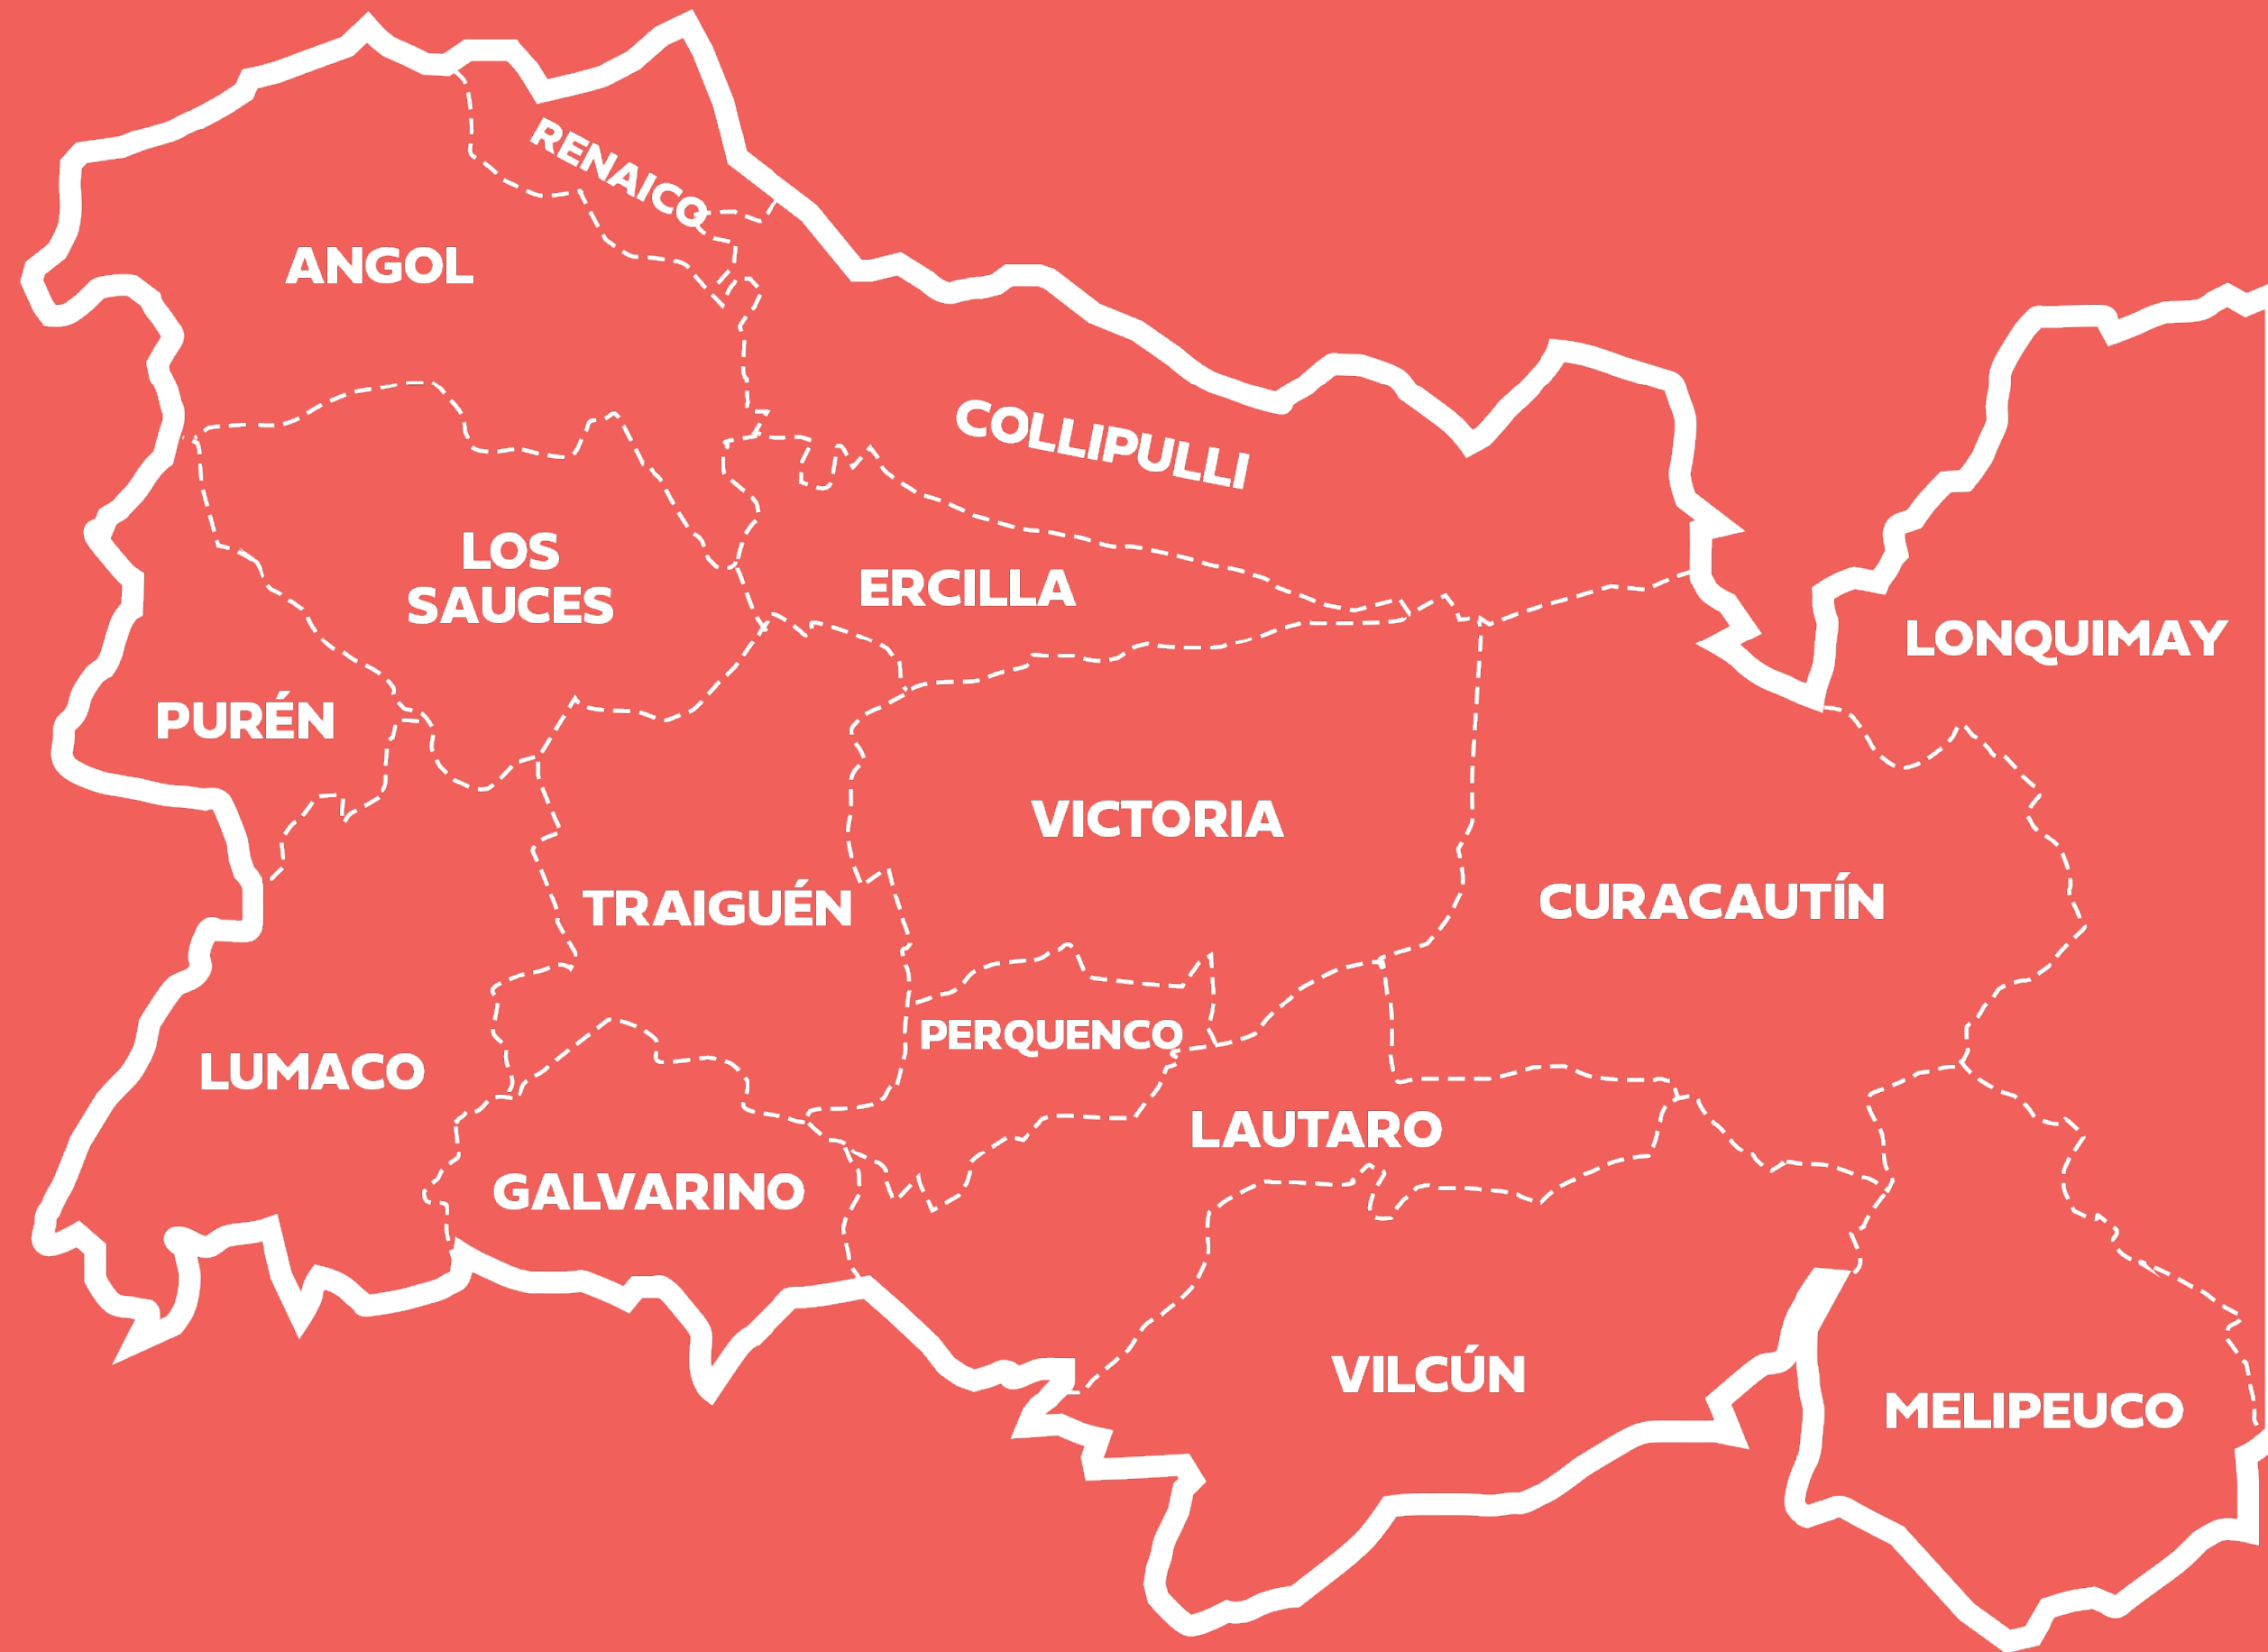 RENAICO
ANGOL
COLLIPULLI
LOS
SAUCES
ERCILLA
LONQUIMAY
PURÉN
VICTORIA
TRAIGUÉN
CURACAUTÍN
PERQUENCO
LUMACO
LAUTARO
GALVARINO
VILCÚN
MELIPEUCO